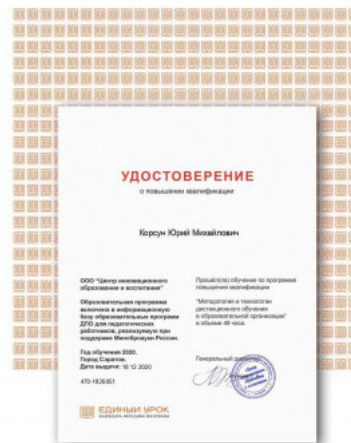 УДОСТОВЕРЕНИЕ
о повышении квалификации
Корсун Юрий Михайлович
ООО "Центр инновационного
образования и воспитания"
Образовательная программа
включена в информационную
базу образовательных программ
ДПО для педагогических
работников, реализуемую при
поддержке Минобрнауки России.
Год обучения 2020.
Город Саратов.
Дата выдачи: 18 12 2020
Прошёл(ла) обучение по программе
повышения квалификации
"Методология и технологии
дистанционного обучения
в образовательной организации"
в объеме 49 часа.
Генеральный директор
ЕДИНЫЙ УРОК